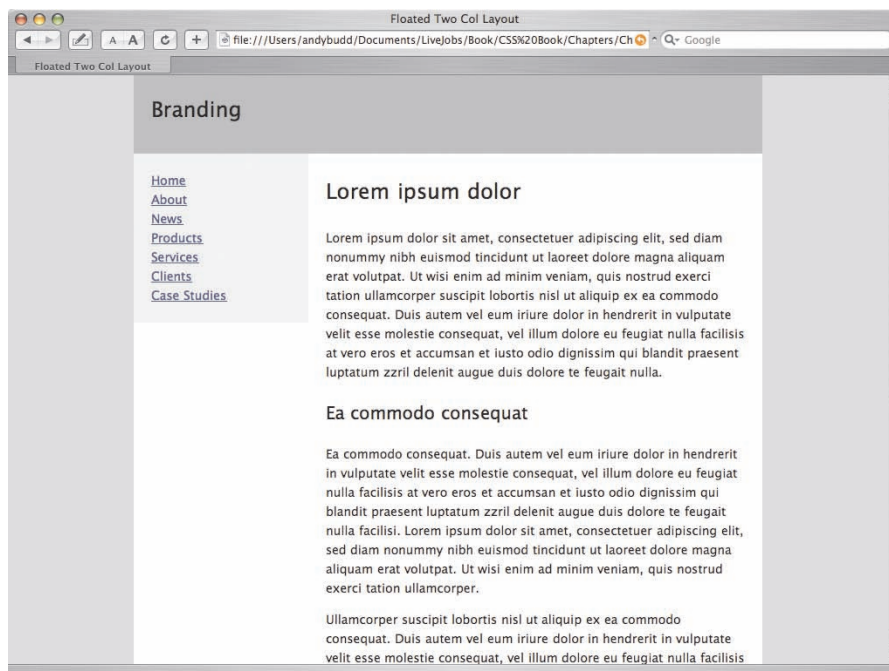 Floated Two Col Layout
A A
file:///Users/andybudd/Documents/LiveJobs/Book/CSS%20Book/Chapters/Ch
Google
Floated Two Col Layout
Branding
Home
About
News
Products
Services
Clients
Case Studies
Lorem ipsum dolor
Lorem ipsum dolor sit amet, consectetuer adipiscing elit, sed diam
nonummy nibh euismod tincidunt ut laoreet dolore magna aliquam
erat volutpat. Ut wisi enim ad minim veniam, quis nostrud exerci
tation ullamcorper suscipit lobortis nisl ut aliquip ex ea commodo
consequat. Duis autem vel eum iriure dolor in hendrerit in vulputate
velit esse molestie consequat, vel illum dolore eu feugiat nulla facilisis
at vero eros et accumsan et iusto odio dignissim qui blandit praesent
luptatum zzril delenit augue duis dolore te feugait nulla.
Ea commodo consequat
Ea commodo consequat. Duis autem vel eum iriure dolor in hendrerit
in vulputate velit esse molestie consequat, vel illum dolore eu feugiat
nulla facilisis at vero eros et accumsan et iusto odio dignissim qui
blandit praesent luptatum zzril delenit augue duis dolore te feugait
nulla facilisi. Lorem ipsum dolor sit amet, consectetuer adipiscing elit,
sed diam nonummy nibh euismod tincidunt ut laoreet dolore magna
aliquam erat volutpat. Ut wisi enim ad minim veniam, quis nostrud
exerci tation ullamcorper.
Ullamcorper suscipit lobortis nisl ut aliquip ex ea commodo
consequat. Duis autem vel eum iriure dolor in hendrerit in vulputate
velit esse molestie consequat, vel illum dolore eu feugiat nulla facilisis